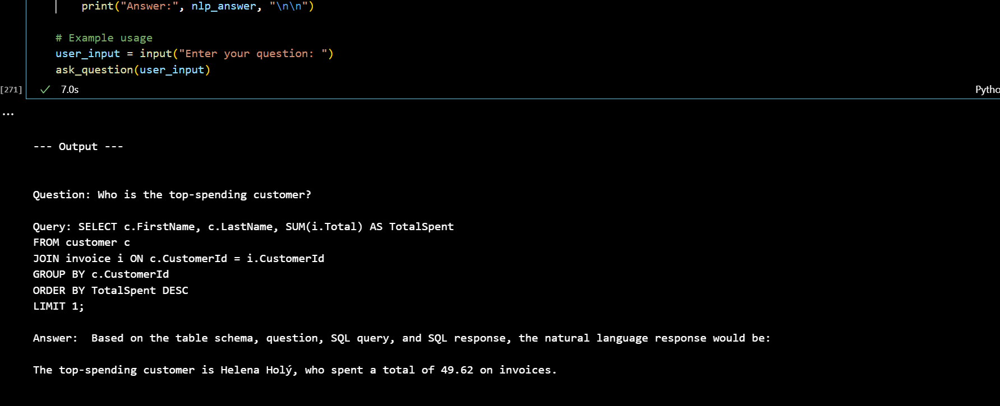 print("Answer:", nlp_answer, "\n\n")
# Example usage
user_input = input("Enter your question: ")
ask_question(user_input)
[271] ✓ 7.0s Pytho
...
--- Output ---
Question: Who is the top-spending customer?
Query: SELECT c.FirstName, c.LastName, SUM(i.Total) AS TotalSpent
FROM customer c
JOIN invoice i ON c.CustomerId = i.CustomerId
GROUP BY c.CustomerId
ORDER BY TotalSpent DESC
LIMIT 1;
Answer:  Based on the table schema, question, SQL query, and SQL response, the natural language response would be:
The top-spending customer is Helena Holý, who spent a total of 49.62 on invoices.